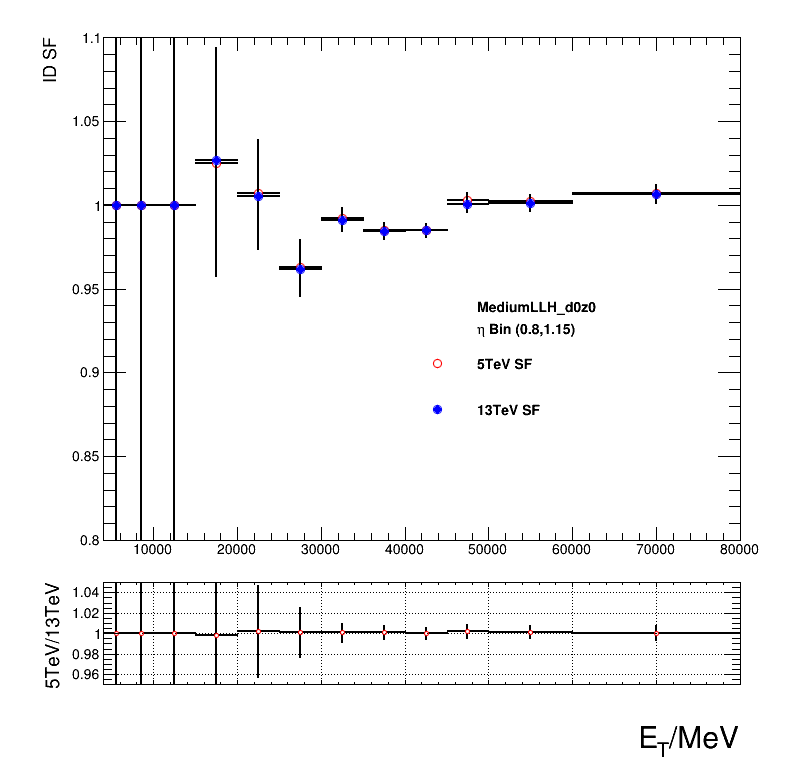 ID SF
1.1
1.05
1
0.95
0.9
0.85
0.8
MediumLLH_d0z0
η Bin (0.8,1.15)
5TeV SF
13TeV SF
10000 20000 30000 40000 50000 60000 70000 80000
5TeV/13TeV
1.04
1.02
1
0.98
0.96
E_T/MeV